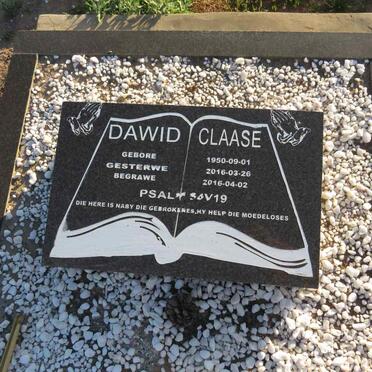 DAWID CLAASE
GEBORE 1950-09-01
GESTERWE 2016-03-26
BEGRAWE 2016-04-02
DIE HERE IS NABY DIE GEBROKENES,HY HELP DIE MOEDELOSES